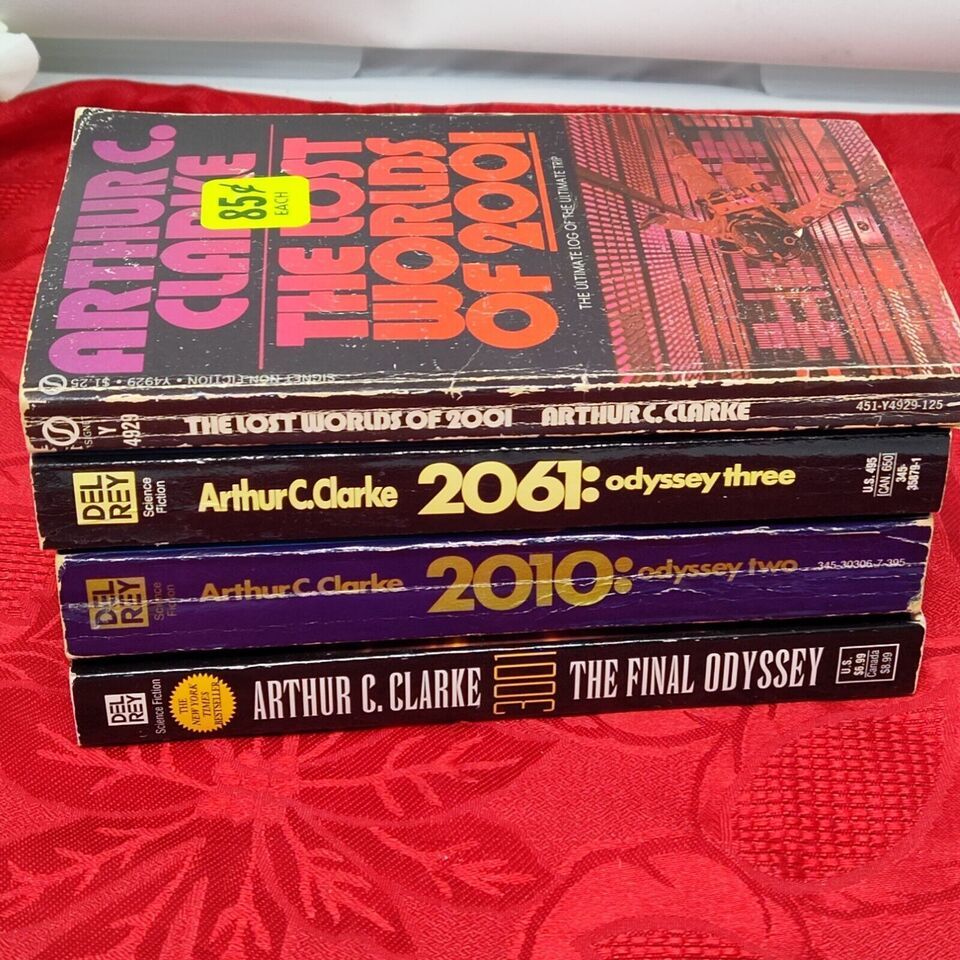 ARTHUR C.
CLARKE
THE LOST
WORLDS
OF 2001
85¢
EACH
THE ULTIMATE LOG OF THE ULTIMATE TRIP
SIGNET NON-FICTION • Y4929 • $1.25
Y
4929
THE LOST WORLDS OF 2001 ARTHUR C. CLARKE
451-Y4929-125
DEL
REY
Science
Fiction
Arthur C. Clarke 2061: odyssey three
U.S. 495
CAN. 650
345-
35879-1
DEL
REY
Science
Fiction
Arthur C. Clarke 2010: odyssey two
345-30306-7-395
DEL
REY
Science Fiction
THE
NEW YORK
TIMES
BESTSELLER
ARTHUR C. CLARKE 3001 THE FINAL ODYSSEY
U.S.
$6.99
Canada
$8.99